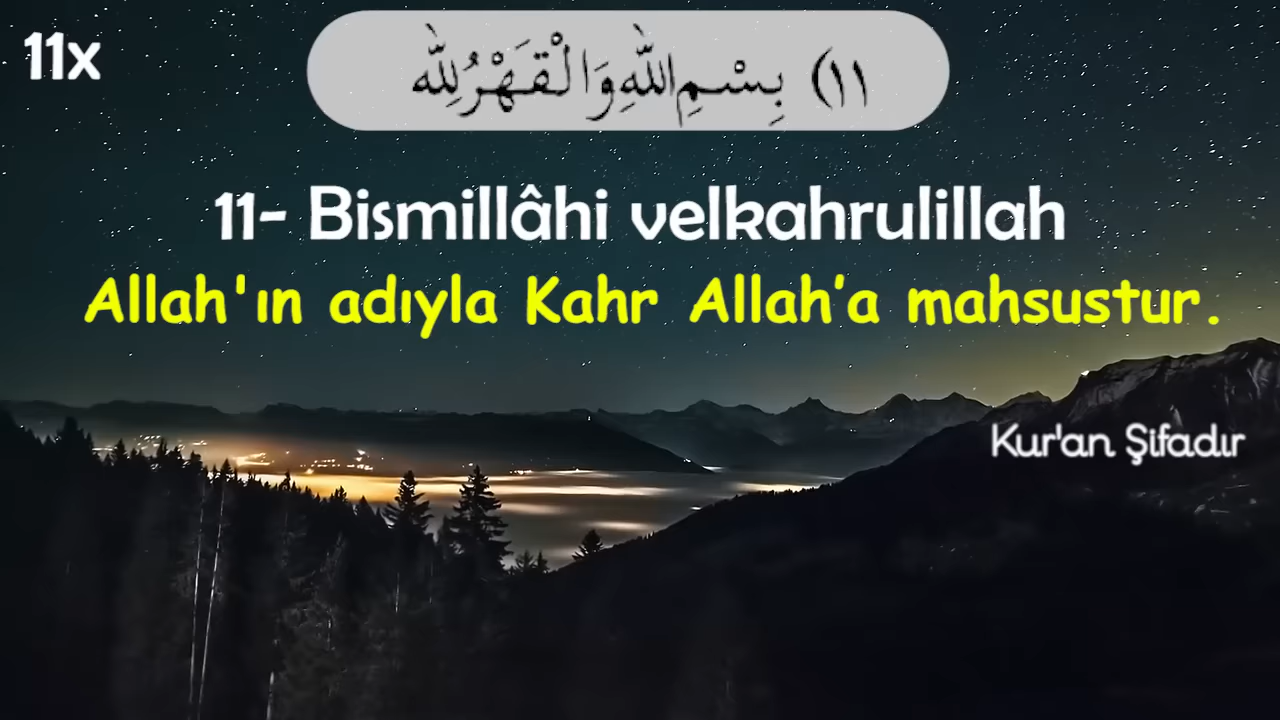 11x
١١) بِسْمِ اللّٰهِ وَالْقَهْرُ لِلّٰهِ
11- Bismillâhi velkahrulillah
Allah'ın adıyla Kahr Allah’a mahsustur.
Kur'an Şifadır